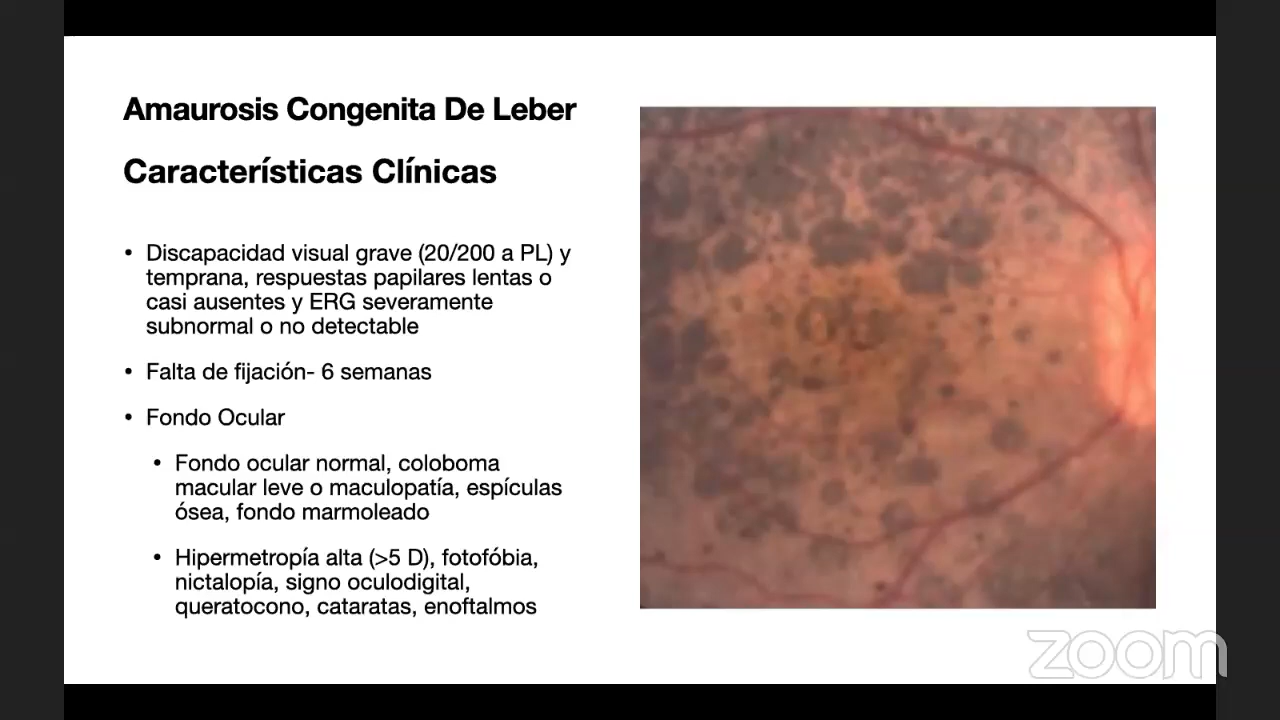 Amaurosis Congenita De Leber
Características Clínicas
• Discapacidad visual grave (20/200 a PL) y
temprana, respuestas papilares lentas o
casi ausentes y ERG severamente
subnormal o no detectable
• Falta de fijación- 6 semanas
• Fondo Ocular
• Fondo ocular normal, coloboma
macular leve o maculopatía, espículas
ósea, fondo marmoleado
• Hipermetropía alta (>5 D), fotofóbia,
nictalopía, signo oculodigital,
queratocono, cataratas, enoftalmos
zoom